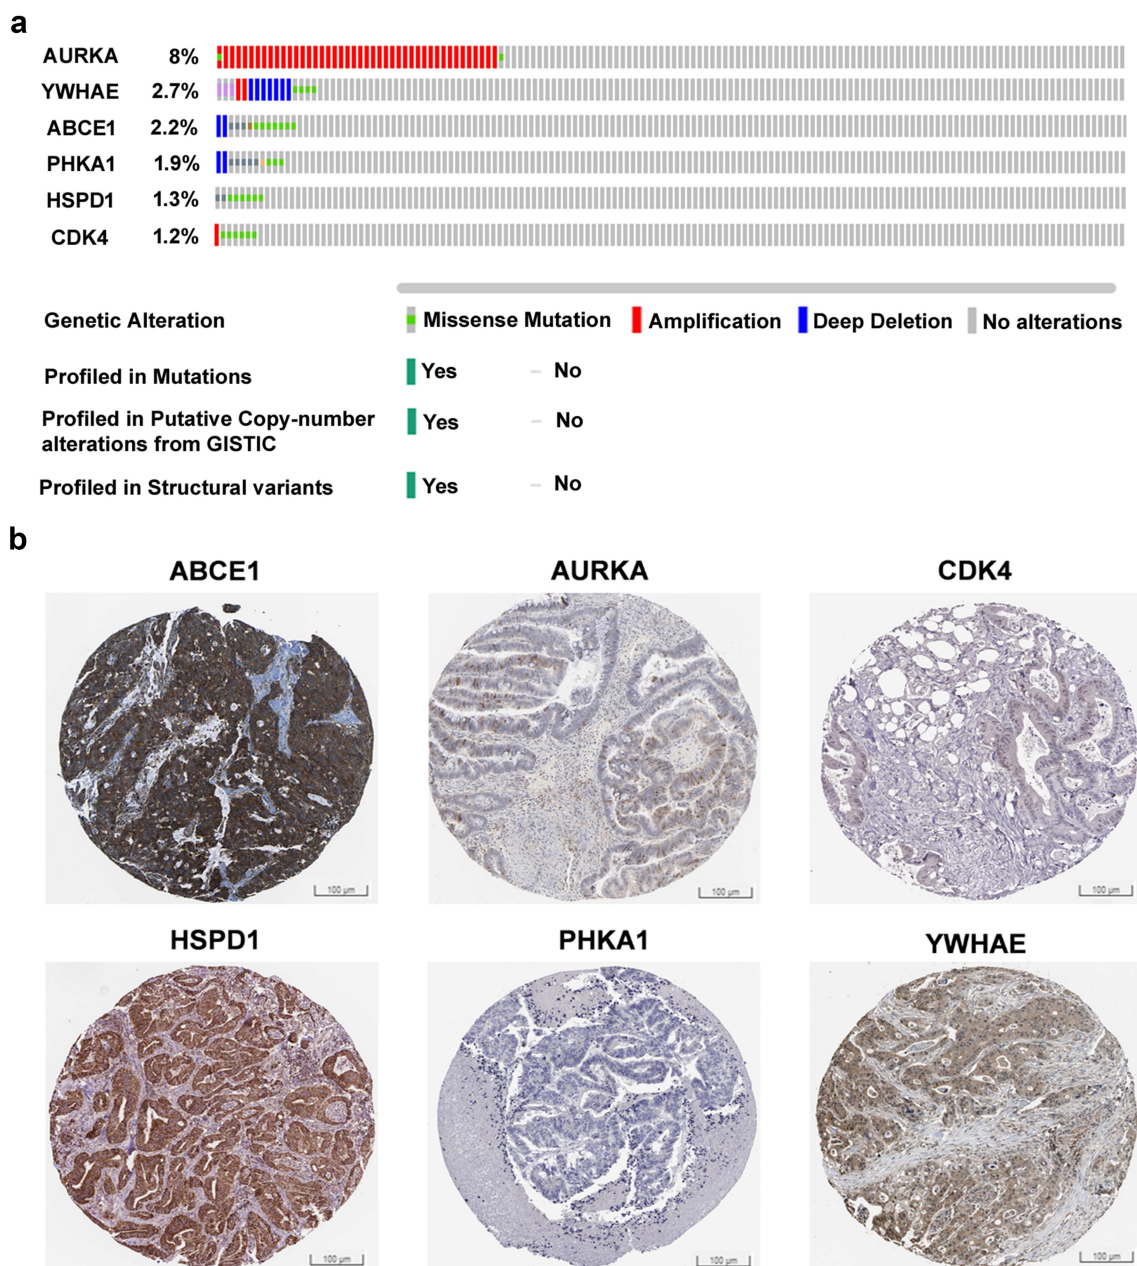 a
AURKA 8%
YWHAE 2.7%
ABCE1 2.2%
PHKA1 1.9%
HSPD1 1.3%
CDK4 1.2%
Genetic Alteration Missense Mutation Amplification Deep Deletion No alterations
Profiled in Mutations Yes No
Profiled in Putative Copy-number
alterations from GISTIC Yes No
Profiled in Structural variants Yes No
b
ABCE1 AURKA CDK4
100 µm 100 µm 100 µm
HSPD1 PHKA1 YWHAE
100 µm 100 µm 100 µm